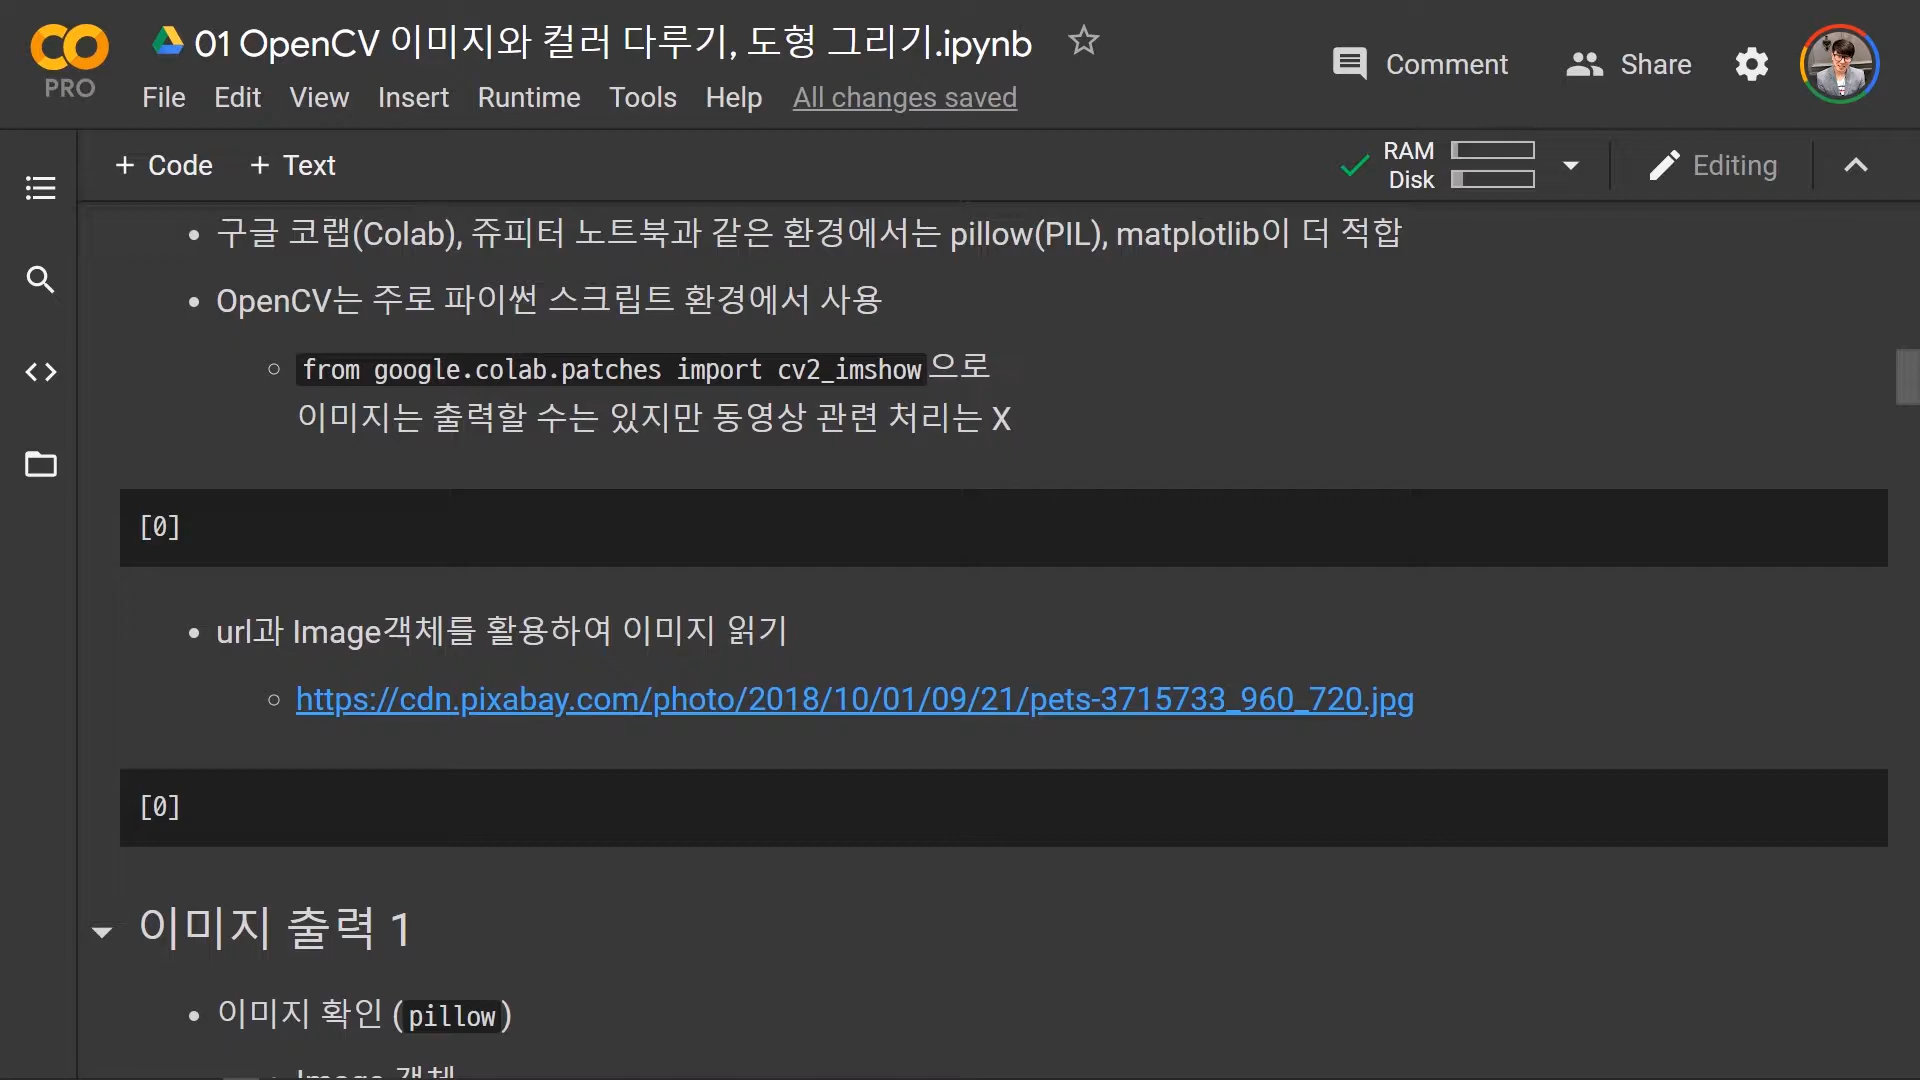 01 OpenCV 이미지와 컬러 다루기, 도형 그리기.ipynb
PRO
File Edit View Insert Runtime Tools Help All changes saved
Comment
Share
+ Code + Text
RAM
Disk
Editing
구글 코랩(Colab), 쥬피터 노트북과 같은 환경에서는 pillow(PIL), matplotlib이 더 적합
OpenCV는 주로 파이썬 스크립트 환경에서 사용
from google.colab.patches import cv2_imshow으로
이미지는 출력할 수는 있지만 동영상 관련 처리는 X
[0]
url과 Image객체를 활용하여 이미지 읽기
https://cdn.pixabay.com/photo/2018/10/01/09/21/pets-3715733_960_720.jpg
[0]
이미지 출력 1
이미지 확인 (pillow)
Image 객체